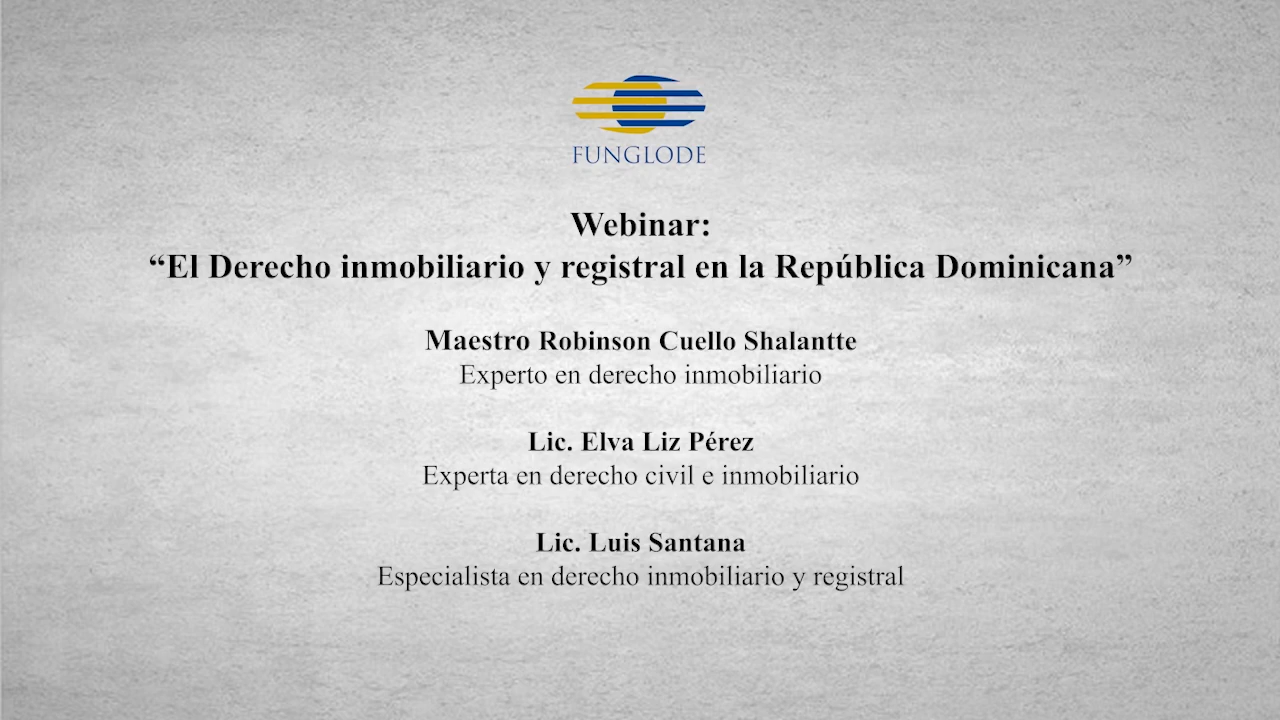 FUNGLODE
Webinar:
“El Derecho inmobiliario y registral en la República Dominicana”
Maestro Robinson Cuello Shalantte
Experto en derecho inmobiliario
Lic. Elva Liz Pérez
Experta en derecho civil e inmobiliario
Lic. Luis Santana
Especialista en derecho inmobiliario y registral